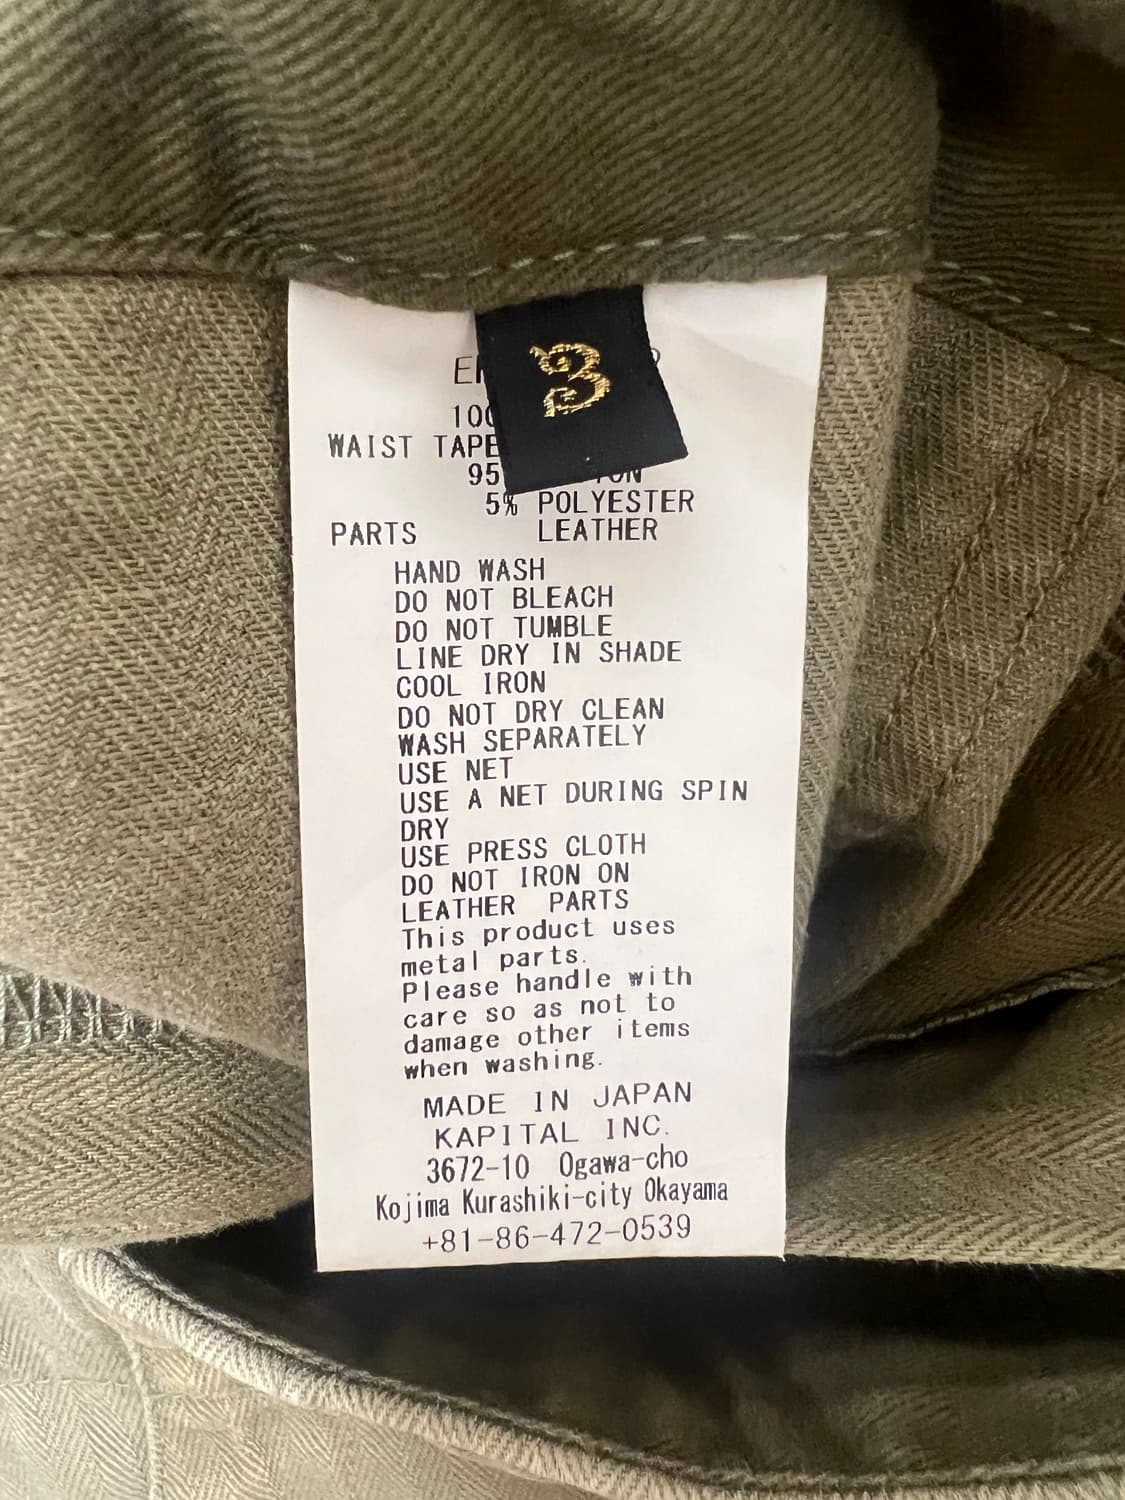 3
WAIST TAPE
5% POLYESTER
PARTS LEATHER
HAND WASH
DO NOT BLEACH
DO NOT TUMBLE
LINE DRY IN SHADE
COOL IRON
DO NOT DRY CLEAN
WASH SEPARATELY
USE NET
USE A NET DURING SPIN
DRY
USE PRESS CLOTH
DO NOT IRON ON
LEATHER PARTS
This product uses
metal parts.
Please handle with
care so as not to
damage other items
when washing.
MADE IN JAPAN
KAPITAL INC.
3672-10 Ogawa-cho
Kojima Kurashiki-city Okayama
+81-86-472-0539